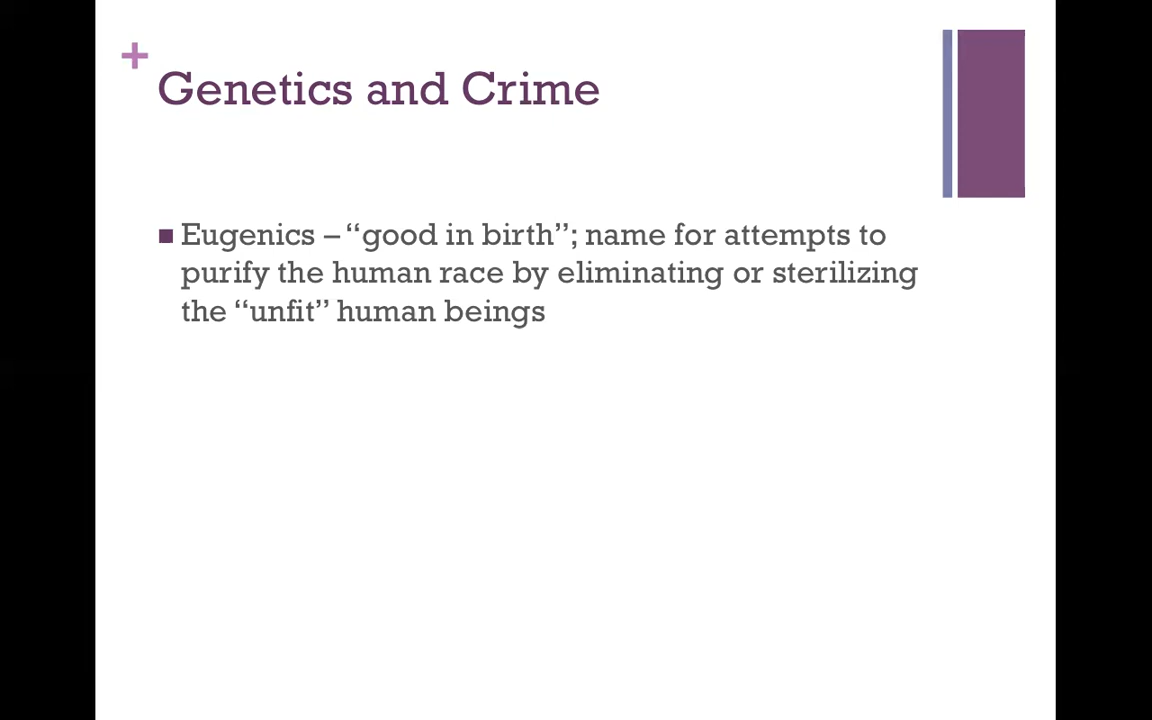 +
Genetics and Crime
■ Eugenics – “good in birth”; name for attempts to
purify the human race by eliminating or sterilizing
the “unfit” human beings